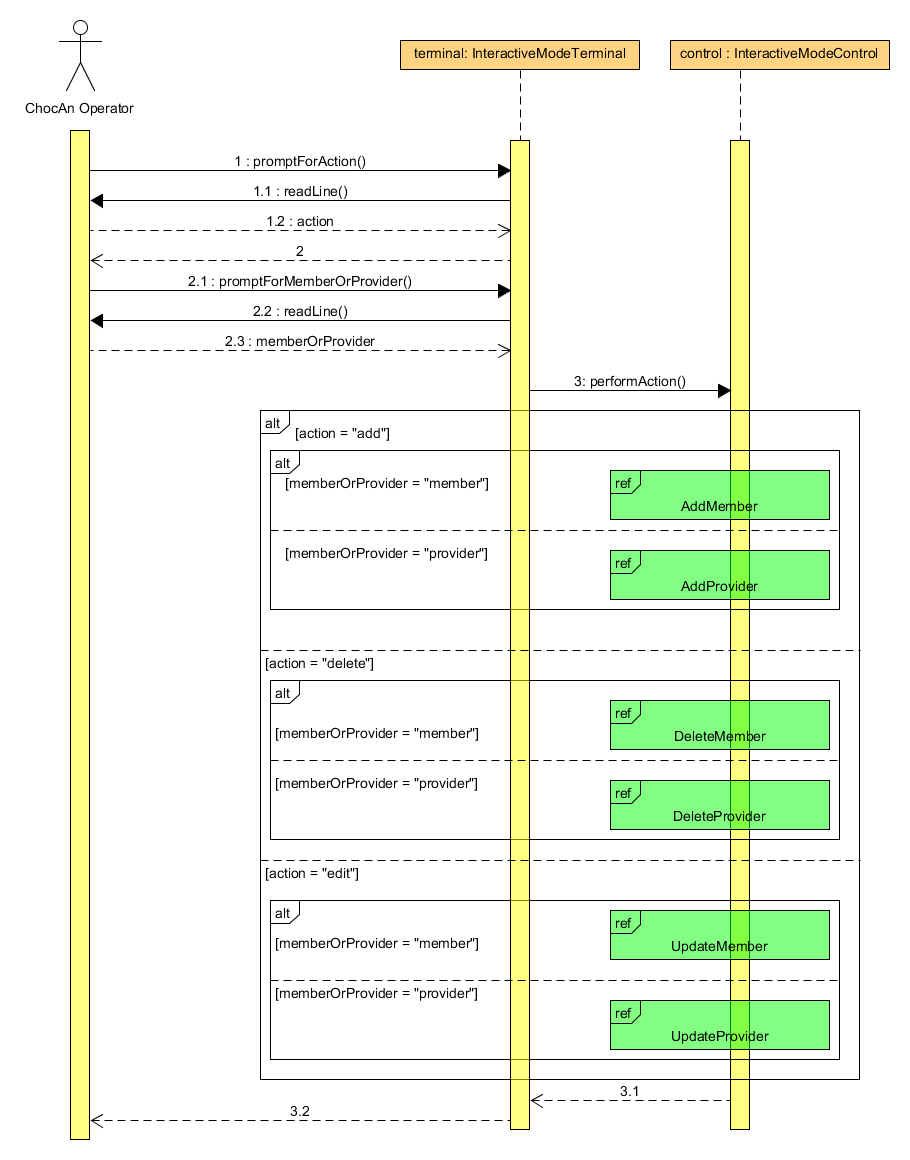 terminal: InteractiveModeTerminal
control : InteractiveModeControl
ChocAn Operator
1 : promptForAction()
1.1 : readLine()
1.2 : action
2
2.1 : promptForMemberOrProvider()
2.2 : readLine()
2.3 : memberOrProvider
3: performAction()
alt
[action = "add"]
alt
[memberOrProvider = "member"]
ref
AddMember
[memberOrProvider = "provider"]
ref
AddProvider
[action = "delete"]
alt
[memberOrProvider = "member"]
ref
DeleteMember
[memberOrProvider = "provider"]
ref
DeleteProvider
[action = "edit"]
alt
[memberOrProvider = "member"]
ref
UpdateMember
[memberOrProvider = "provider"]
ref
UpdateProvider
3.1
3.2